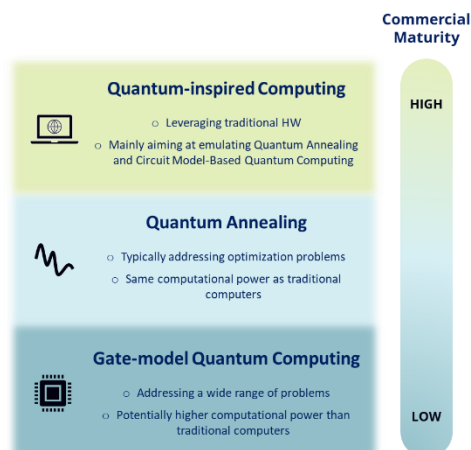 Commercial
Maturity
Quantum-inspired Computing
HIGH
○ Leveraging traditional HW
○ Mainly aiming at emulating Quantum Annealing
and Circuit Model-Based Quantum Computing
Quantum Annealing
○ Typically addressing optimization problems
○ Same computational power as traditional
computers
Gate-model Quantum Computing
○ Addressing a wide range of problems
○ Potentially higher computational power than
traditional computers
LOW